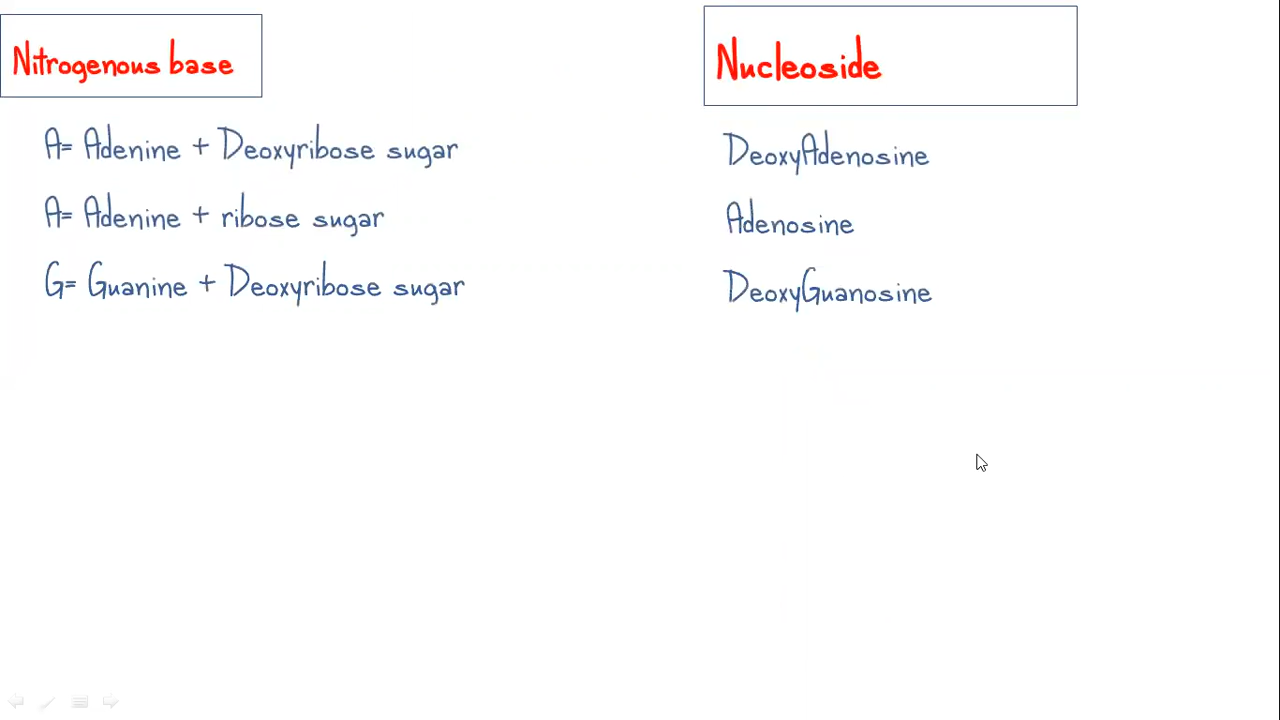 Nitrogenous base
Nucleoside
A= Adenine + Deoxyribose sugar
DeoxyAdenosine
A= Adenine + ribose sugar
Adenosine
G= Guanine + Deoxyribose sugar
DeoxyGuanosine